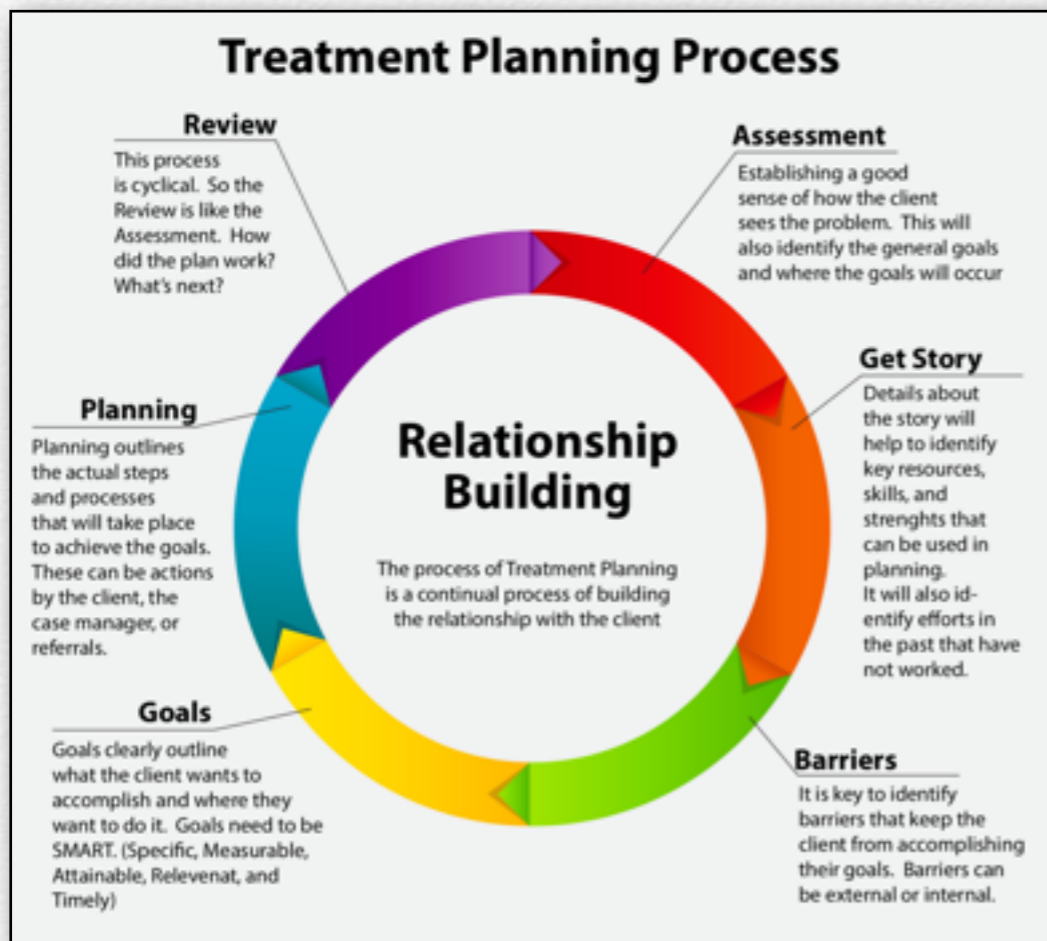 Treatment Planning Process
Review
This process
is cyclical. So the
Review is like the
Assessment. How
did the plan work?
What's next?
Assessment
Establishing a good
sense of how the client
sees the problem. This will
also identify the general goals
and where the goals will occur
Get Story
Details about
the story will
help to identify
key resources,
skills, and
strenghts that
can be used in
planning.
It will also id-
entify efforts in
the past that have
not worked.
Planning
Planning outlines
the actual steps
and processes
that will take place
to achieve the goals.
These can be actions
by the client, the
case manager, or
referrals.
Relationship
Building
The process of Treatment Planning
is a continual process of building
the relationship with the client
Goals
Goals clearly outline
what the client wants to
accomplish and where they
want to do it. Goals need to be
SMART. (Specific, Measurable,
Attainable, Relevenat, and
Timely)
Barriers
It is key to identify
barriers that keep the
client from accomplishing
their goals. Barriers can
be external or internal.